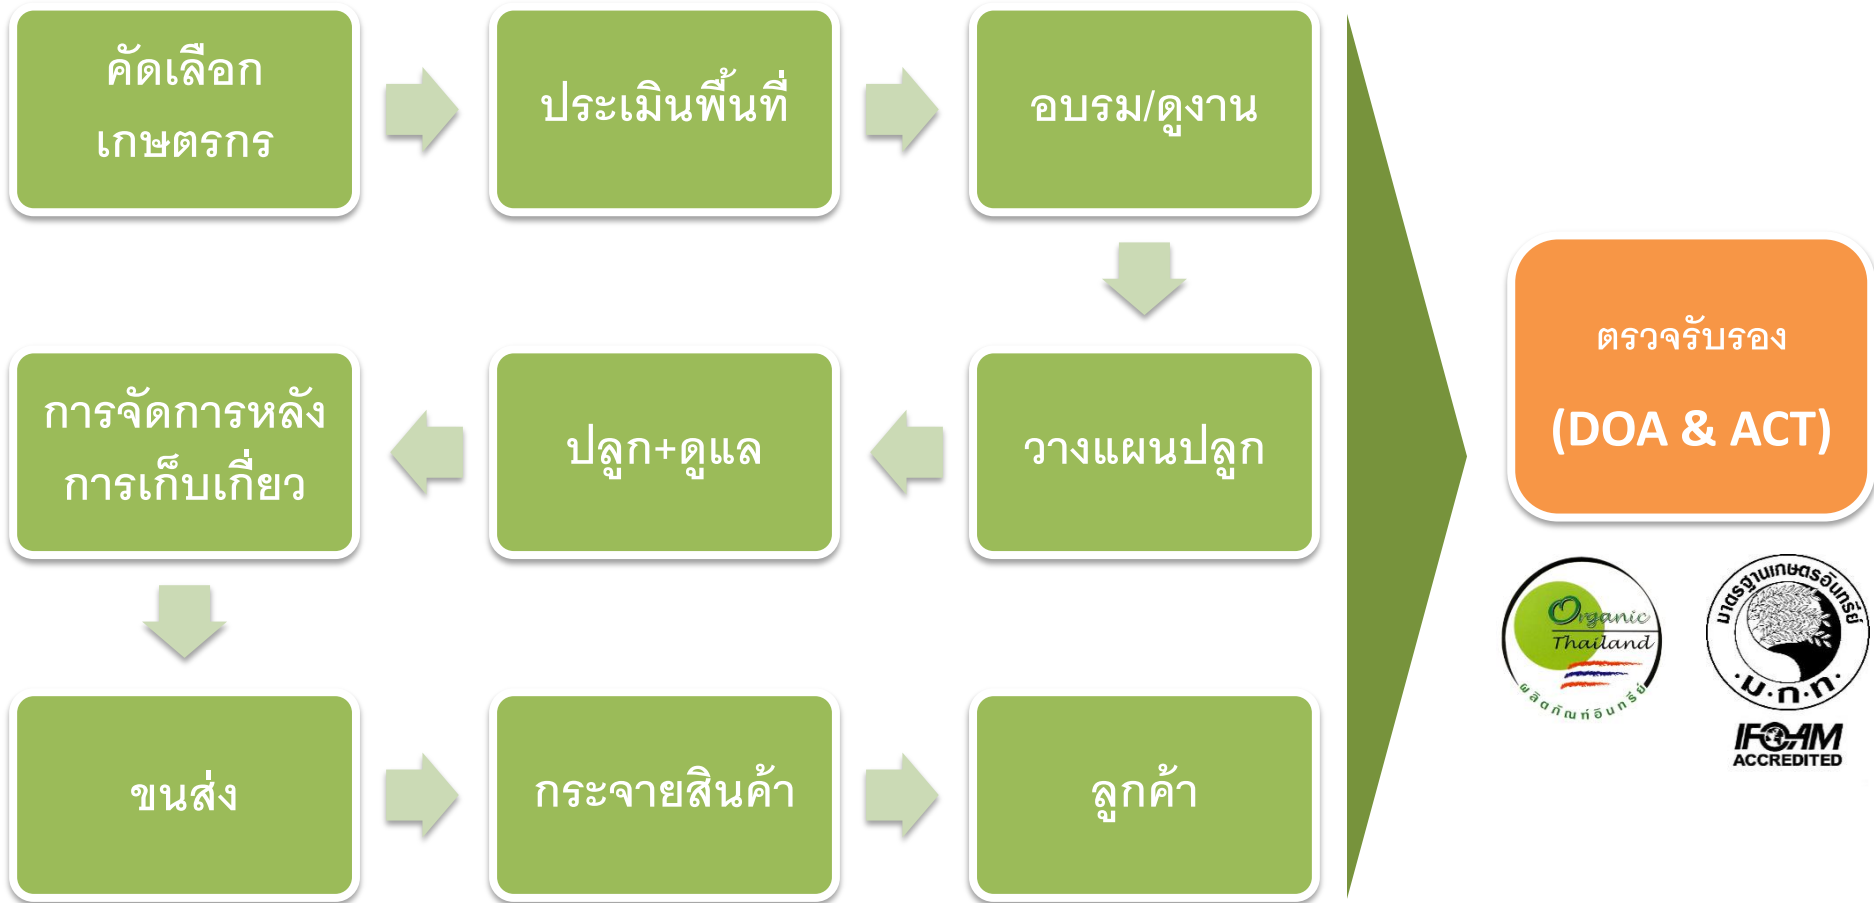 คัดเลือก
เกษตรกร
ประเมินพื้นที่
อบรม/ดูงาน
วางแผนปลูก
ปลูก+ดูแล
การจัดการหลัง
การเก็บเกี่ยว
ขนส่ง
กระจายสินค้า
ลูกค้า
ตรวจรับรอง
(DOA & ACT)
Organic
Thailand
ผลิตภัณฑ์อินทรีย์
มาตรฐานเกษตรอินทรีย์
·ม·ก·ท·
IFOAM
ACCREDITED